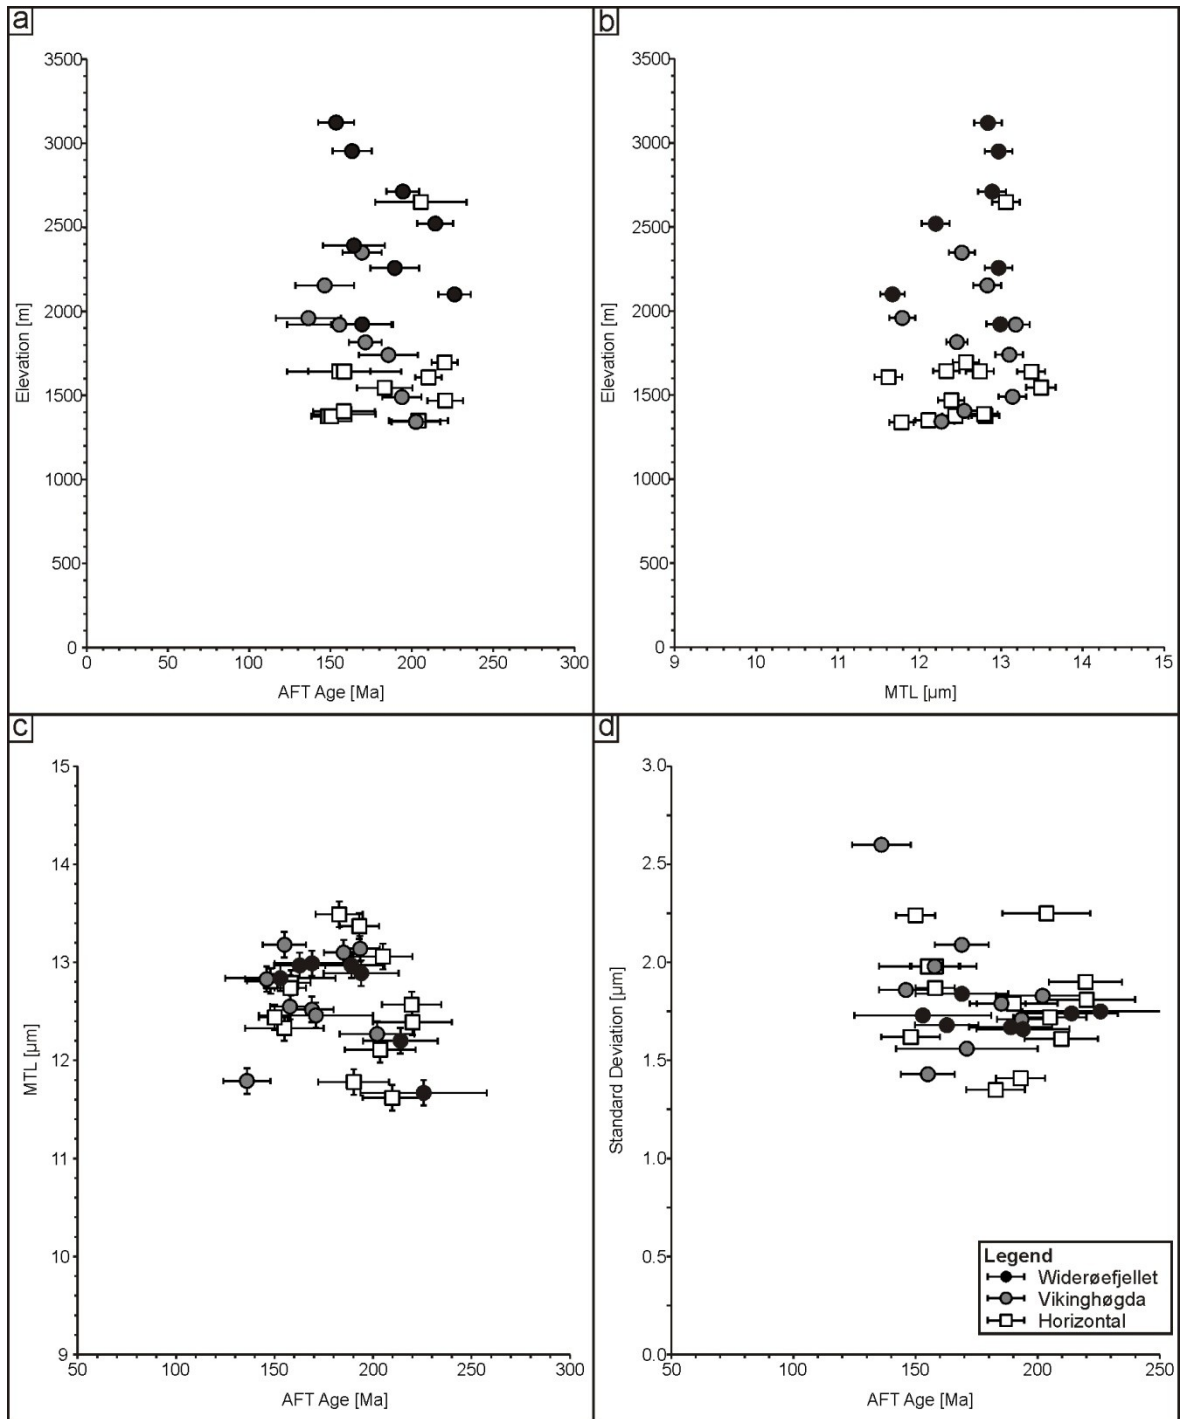 a
3500
3000
2500
2000
1500
1000
500
0
Elevation [m]
0 50 100 150 200 250 300
AFT Age [Ma]
b
3500
3000
2500
2000
1500
1000
500
0
Elevation [m]
9 10 11 12 13 14 15
MTL [µm]
c
15
14
13
12
11
10
9
MTL [µm]
50 100 150 200 250 300
AFT Age [Ma]
d
3.0
2.5
2.0
1.5
1.0
0.5
0.0
Standard Deviation [µm]
50 100 150 200 250
AFT Age [Ma]
Legend
Widerøefjellet
Vikinghøgda
Horizontal